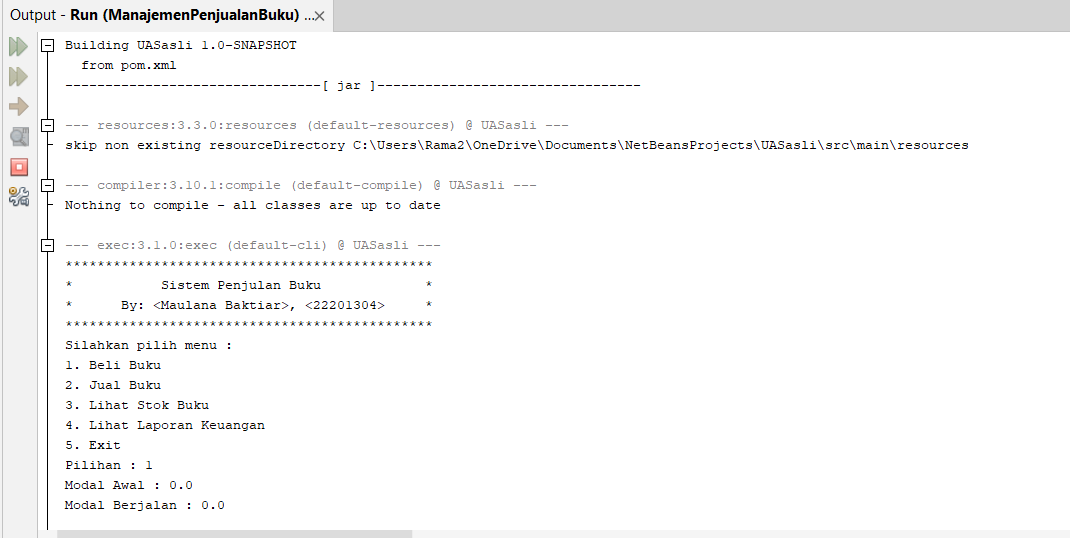 Output - Run (ManajemenPenjualanBuku) ...×
Building UASasli 1.0-SNAPSHOT
  from pom.xml
--------------------------------[ jar ]---------------------------------
--- resources:3.3.0:resources (default-resources) @ UASasli ---
skip non existing resourceDirectory C:\Users\Rama2\OneDrive\Documents\NetBeansProjects\UASasli\src\main\resources
--- compiler:3.10.1:compile (default-compile) @ UASasli ---
Nothing to compile - all classes are up to date
--- exec:3.1.0:exec (default-cli) @ UASasli ---
**********************************************
*           Sistem Penjulan Buku             *
*      By: <Maulana Baktiar>, <22201304>     *
**********************************************
Silahkan pilih menu :
1. Beli Buku
2. Jual Buku
3. Lihat Stok Buku
4. Lihat Laporan Keuangan
5. Exit
Pilihan : 1
Modal Awal : 0.0
Modal Berjalan : 0.0